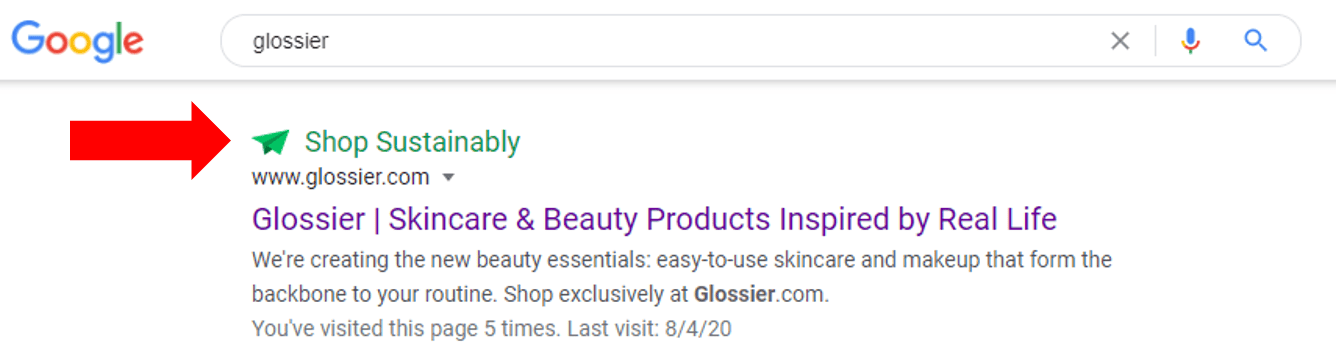 Google
glossier
Shop Sustainably
www.glossier.com
Glossier | Skincare & Beauty Products Inspired by Real Life
We're creating the new beauty essentials: easy-to-use skincare and makeup that form the
backbone to your routine. Shop exclusively at Glossier.com.
You've visited this page 5 times. Last visit: 8/4/20